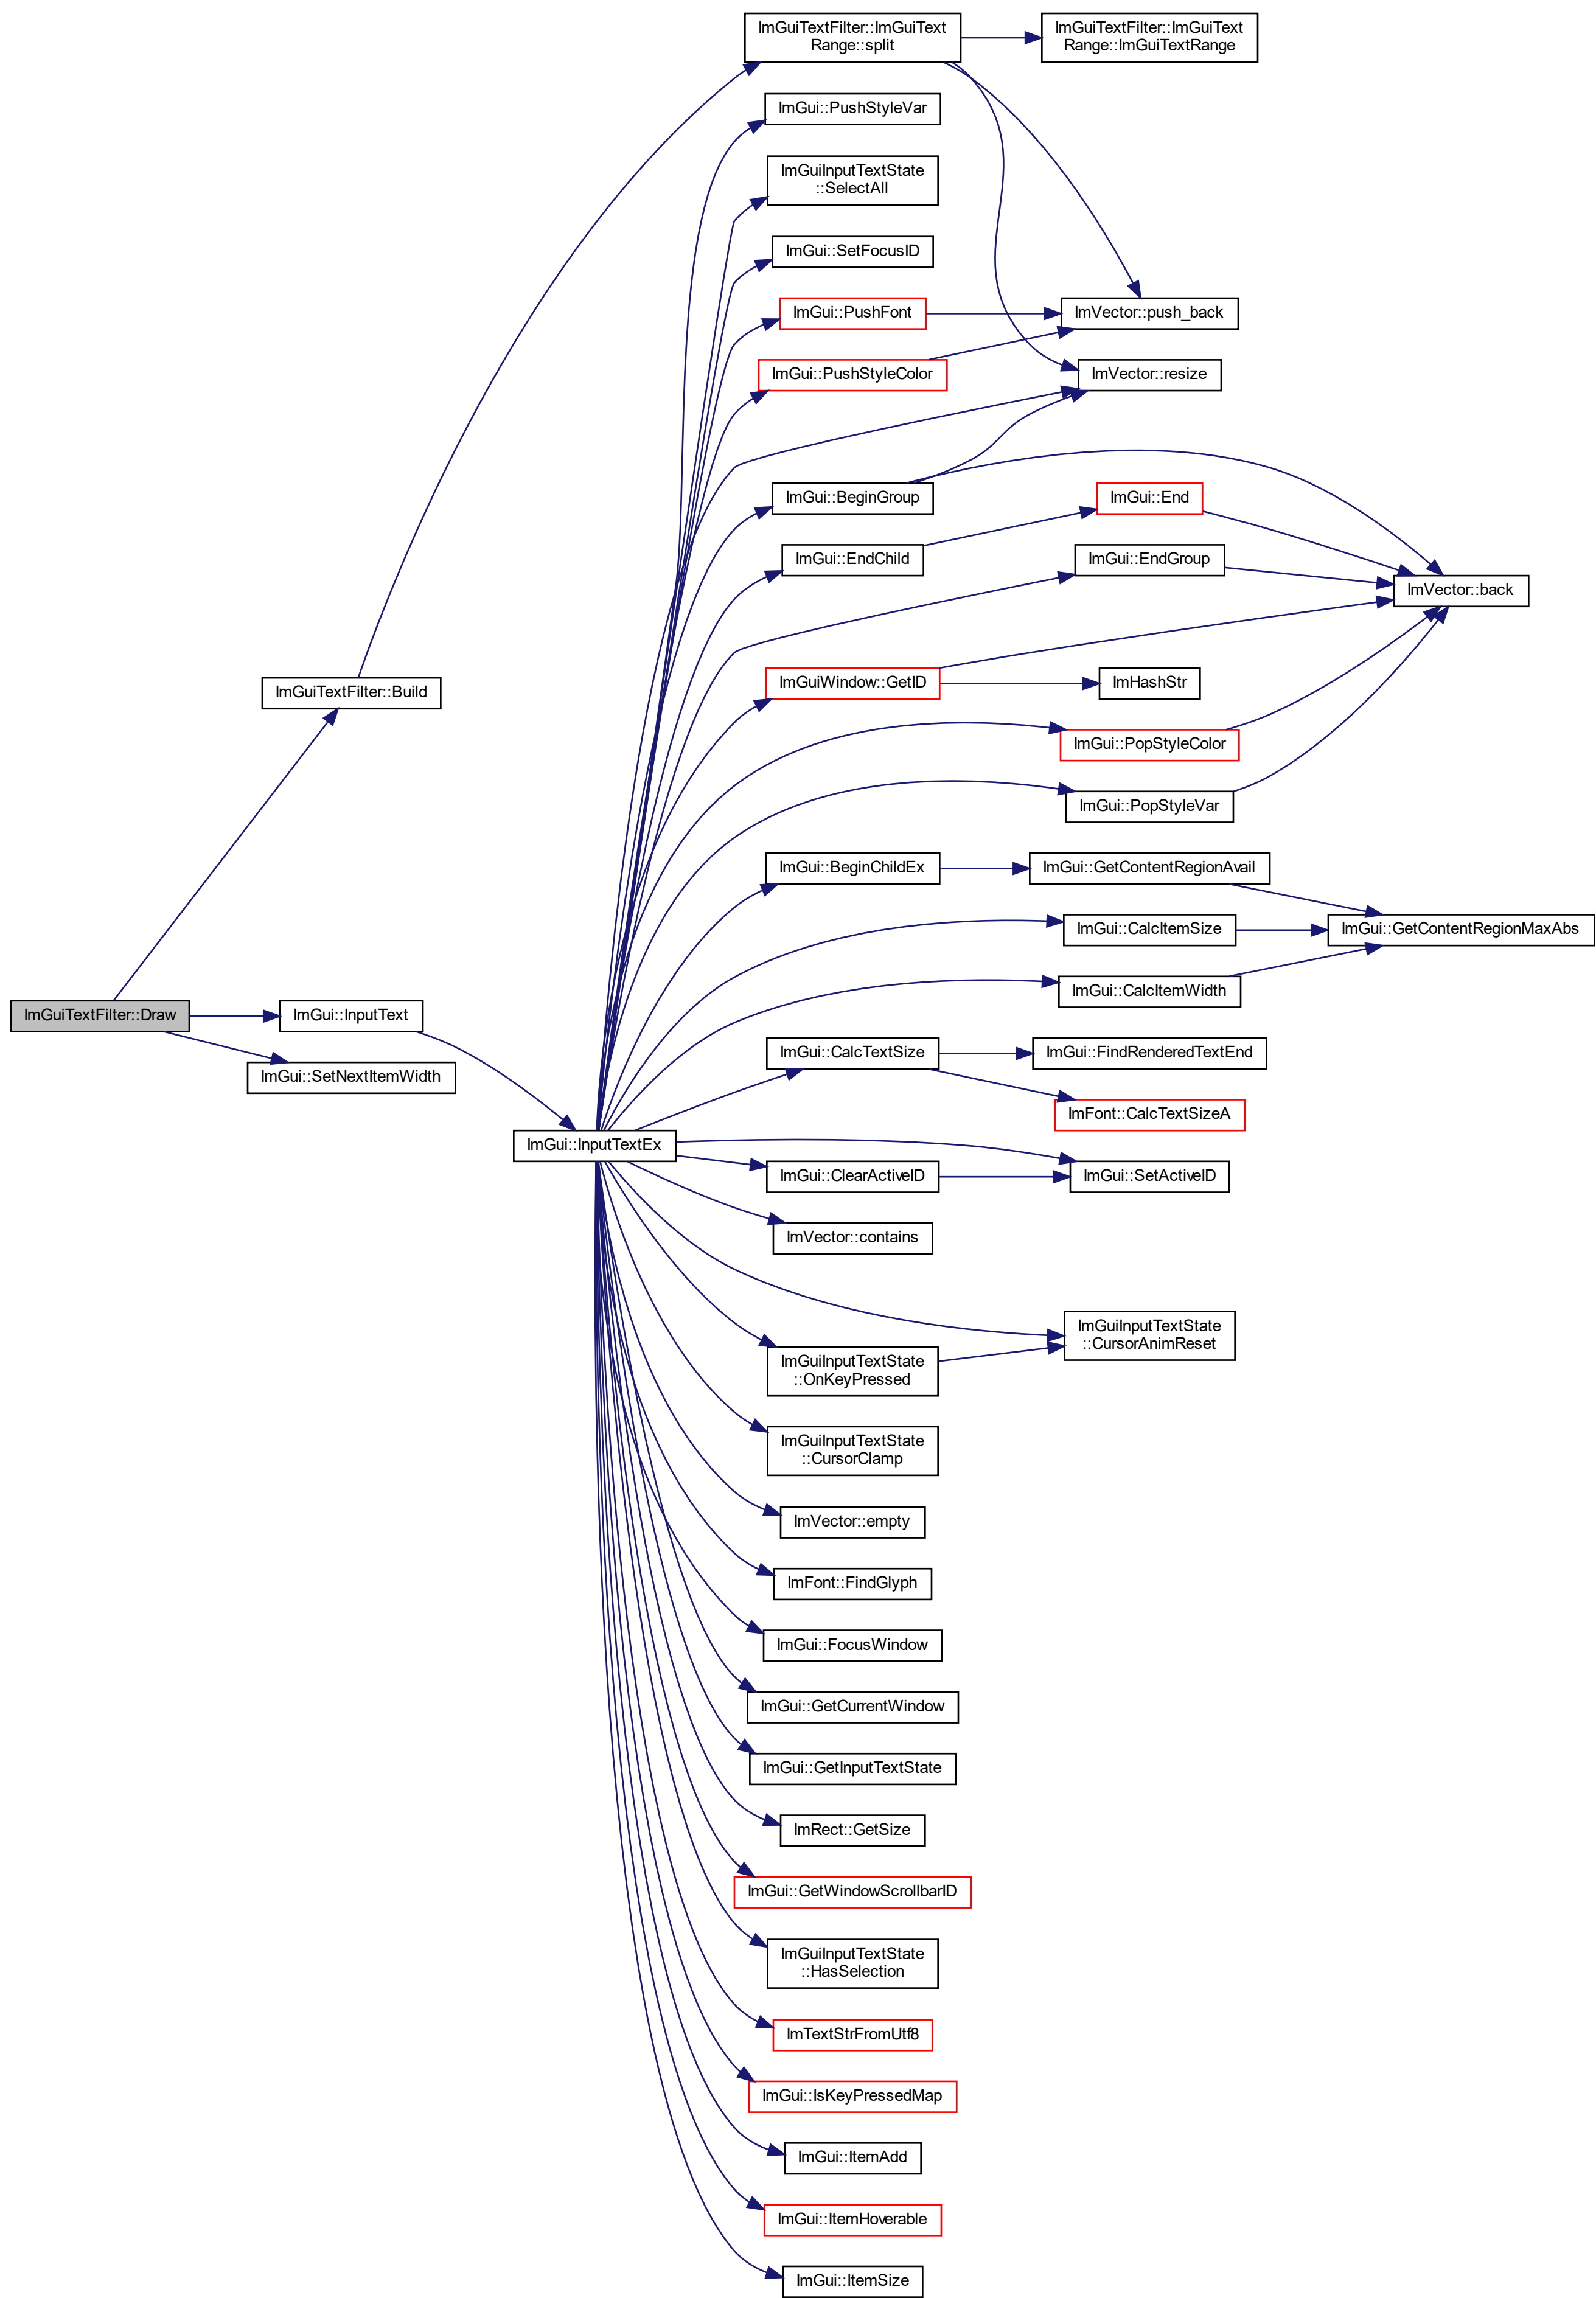 ImGuiTextFilter::ImGuiText
Range::split
ImGuiTextFilter::ImGuiText
Range::ImGuiTextRange
ImGui::PushStyleVar
ImGuiInputTextState
::SelectAll
ImGui::SetFocusID
ImGui::PushFont
ImVector::push_back
ImGui::PushStyleColor
ImVector::resize
ImGui::BeginGroup
ImGui::End
ImGui::EndChild
ImGui::EndGroup
ImVector::back
ImGuiTextFilter::Build
ImGuiWindow::GetID
ImHashStr
ImGui::PopStyleColor
ImGui::PopStyleVar
ImGui::BeginChildEx
ImGui::GetContentRegionAvail
ImGui::CalcItemSize
ImGui::GetContentRegionMaxAbs
ImGui::CalcItemWidth
ImGuiTextFilter::Draw
ImGui::InputText
ImGui::SetNextItemWidth
ImGui::CalcTextSize
ImGui::FindRenderedTextEnd
ImFont::CalcTextSizeA
ImGui::InputTextEx
ImGui::ClearActiveID
ImGui::SetActiveID
ImVector::contains
ImGuiInputTextState
::CursorAnimReset
ImGuiInputTextState
::OnKeyPressed
ImGuiInputTextState
::CursorClamp
ImVector::empty
ImFont::FindGlyph
ImGui::FocusWindow
ImGui::GetCurrentWindow
ImGui::GetInputTextState
ImRect::GetSize
ImGui::GetWindowScrollbarID
ImGuiInputTextState
::HasSelection
ImTextStrFromUtf8
ImGui::IsKeyPressedMap
ImGui::ItemAdd
ImGui::ItemHoverable
ImGui::ItemSize